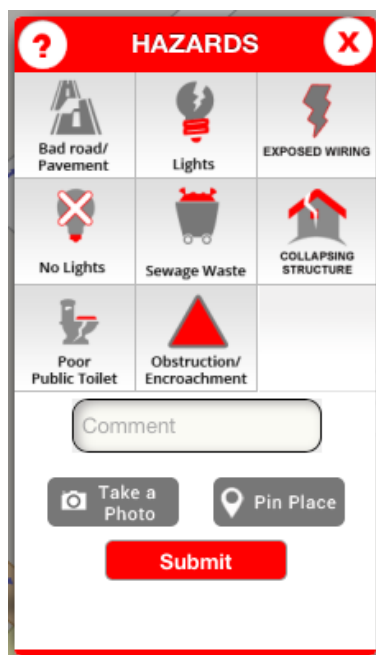 ?
HAZARDS
X
Bad road/
Pavement
Lights
EXPOSED WIRING
No Lights
Sewage Waste
COLLAPSING
STRUCTURE
Poor
Public Toilet
Obstruction/
Encroachment
Comment
Take a
Photo
Pin Place
Submit